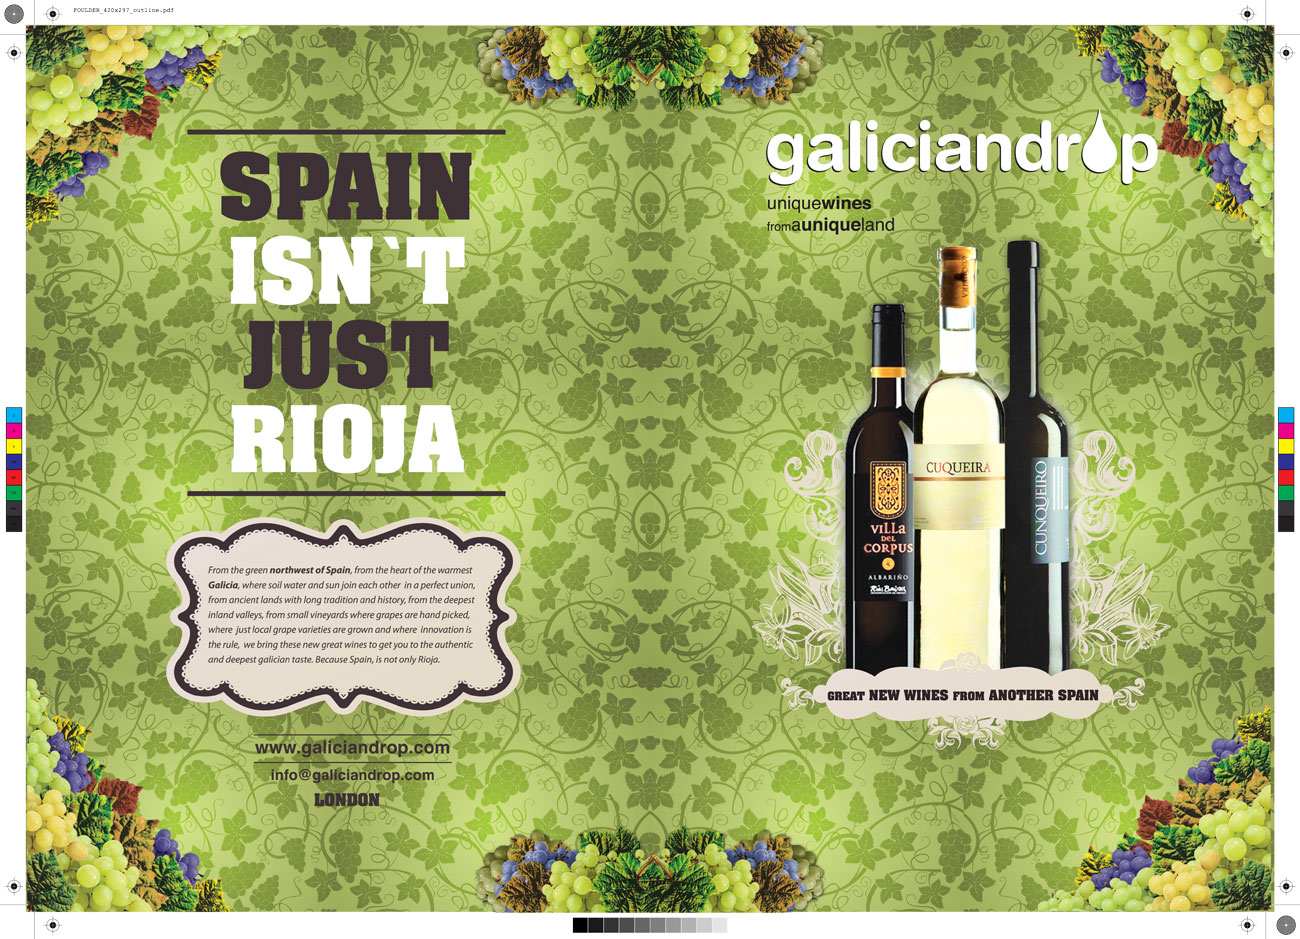 FOULDER_420x297_outline.pdf
SPAIN
ISN`T
JUST
RIOJA
From the green northwest of Spain, from the heart of the warmest
Galicia, where soil water and sun join each other in a perfect union,
from ancient lands with long tradition and history, from the deepest
inland valleys, from small vineyards where grapes are hand picked,
where just local grape varieties are grown and where innovation is
the rule, we bring these new great wines to get you to the authentic
and deepest galician taste. Because Spain, is not only Rioja.
www.galiciandrop.com
info@galiciandrop.com
LONDON
galiciandrop
uniquewines
fromauniqueland
VILLa
DEL
CORPUS
4
ALBARIÑO
Rías Baixas
CUQUEIRA
CUNQUEIRO
GREAT NEW WINES FROM ANOTHER SPAIN